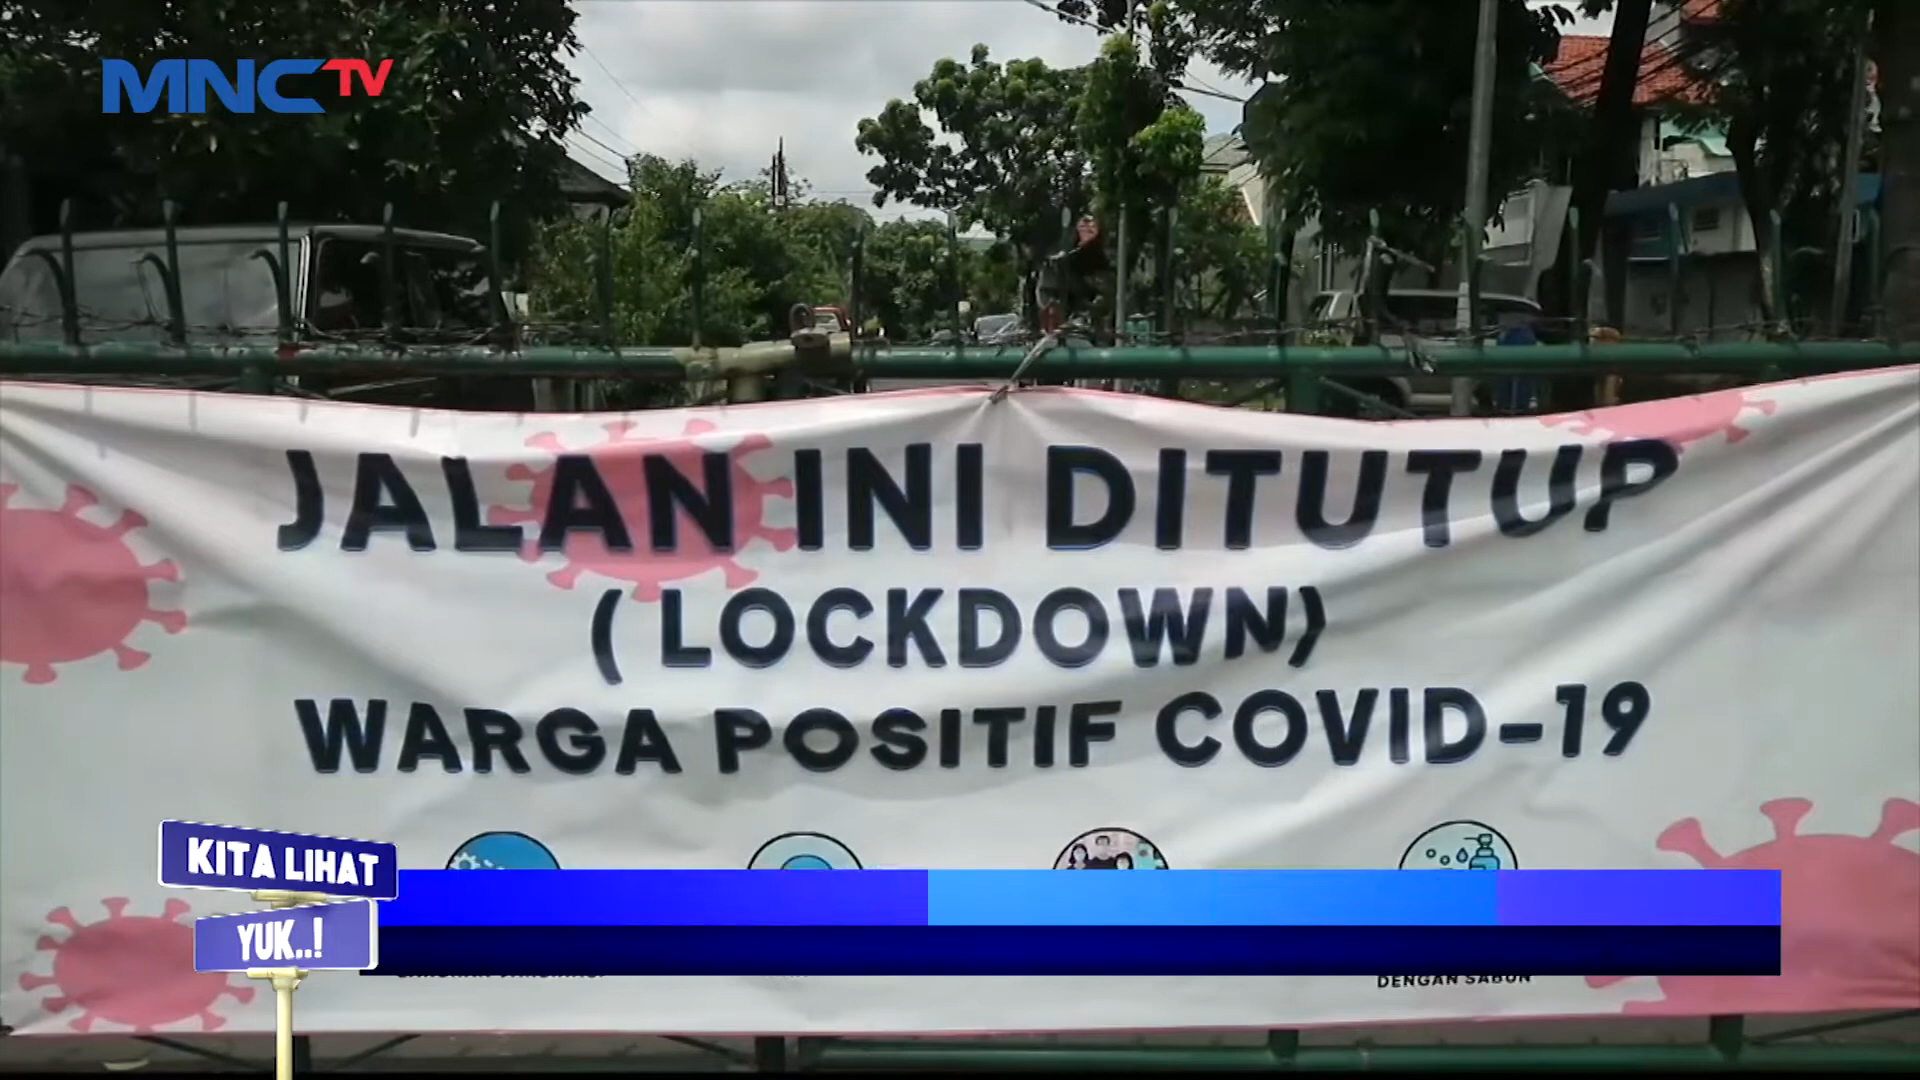 MNCTV
JALAN INI DITUTUP
( LOCKDOWN)
WARGA POSITIF COVID-19
KITA LIHAT
YUK..!
DENGAN SABUN